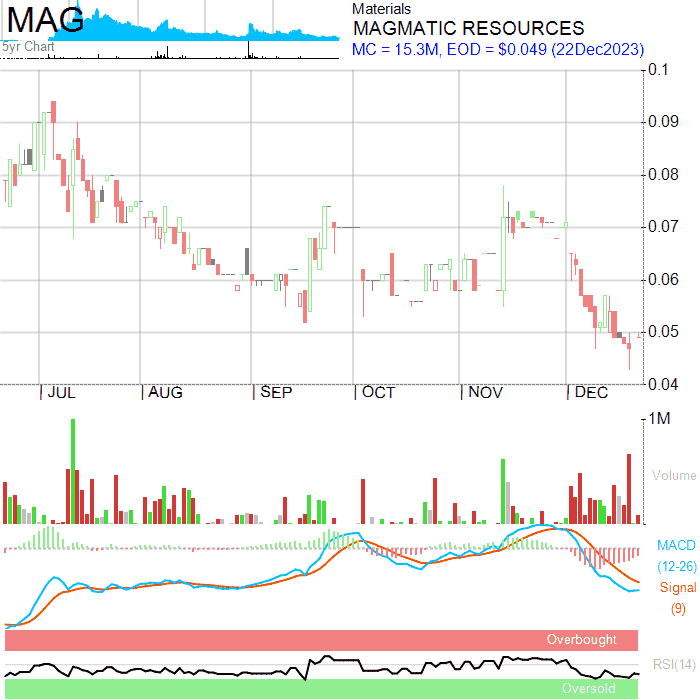 MAG
5yr Chart
Materials
MAGMATIC RESOURCES
MC = 15.3M, EOD = $0.049 (22Dec2023)
0.1
0.09
0.08
0.07
0.06
0.05
0.04
JUL AUG SEP OCT NOV DEC
1M
Volume
MACD
(12-26)
Signal
(9)
Overbought
RSI(14)
Oversold